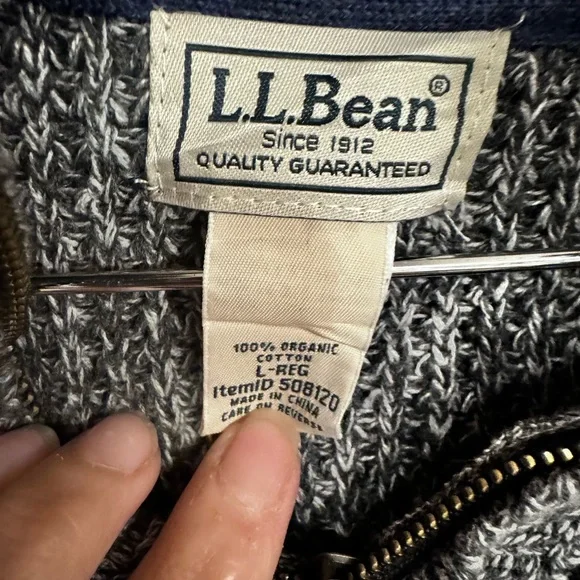 L.L.Bean®
Since 1912
QUALITY GUARANTEED
100% ORGANIC
COTTON
L-REG
ItemID 508120
MADE IN CHINA
CARE ON REVERSE